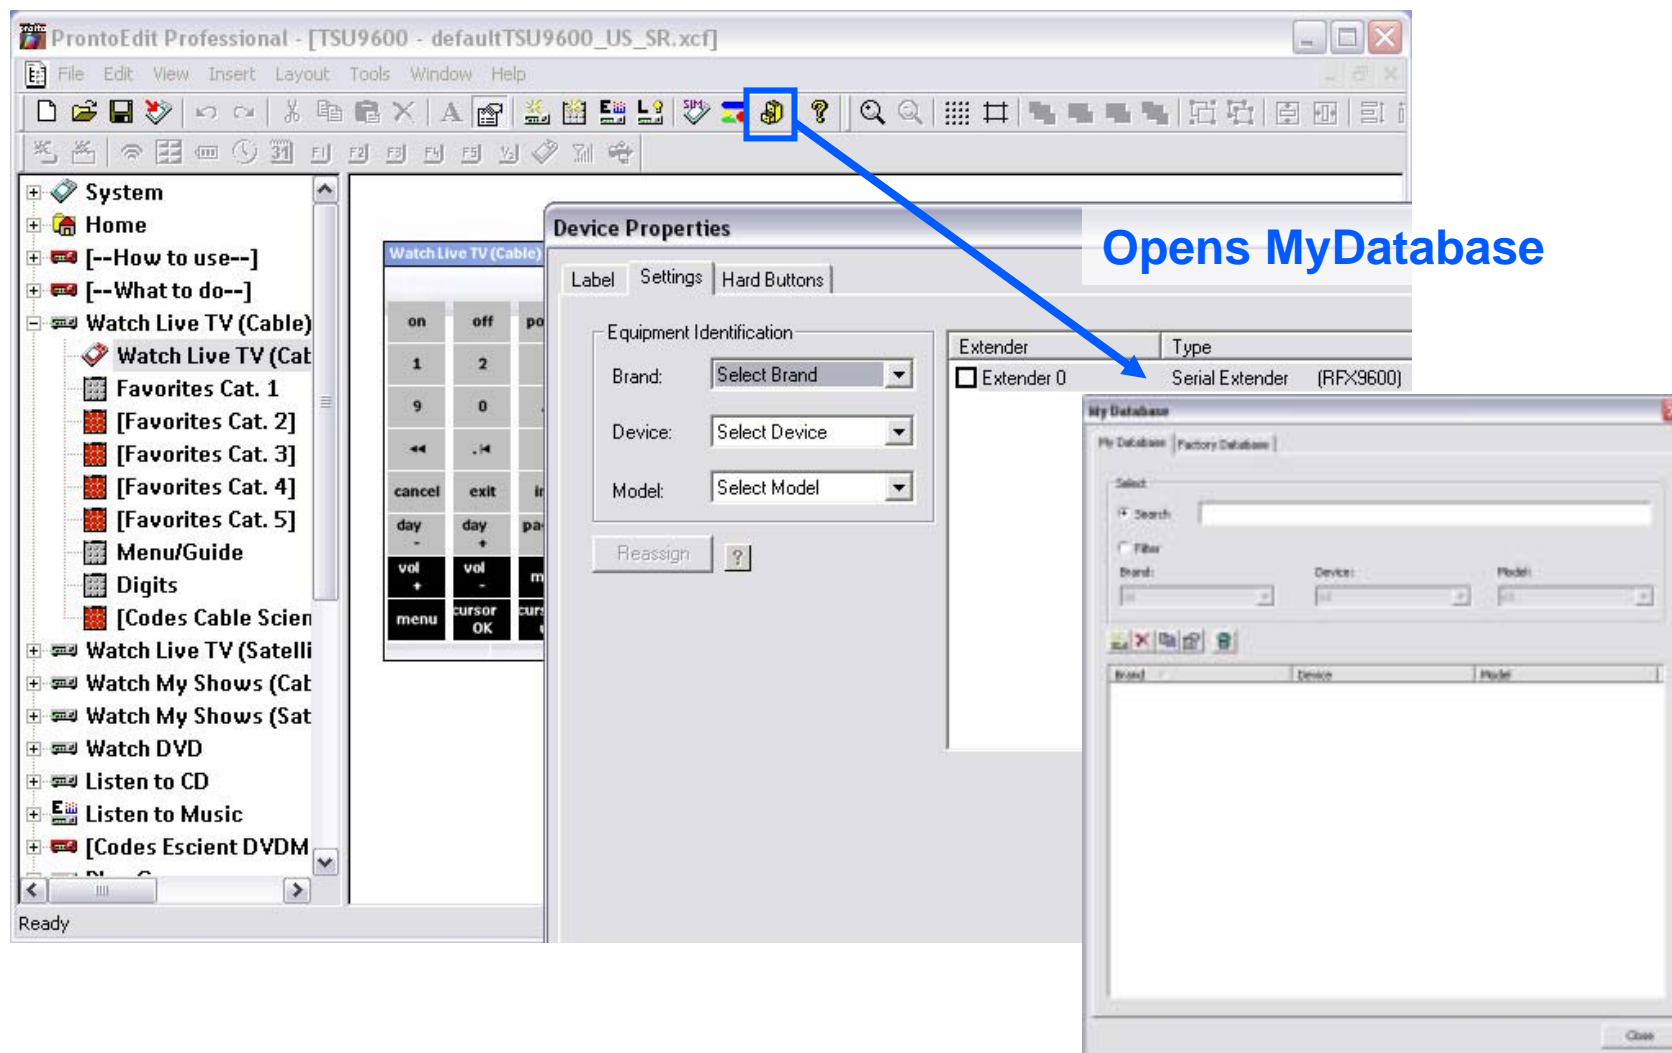 ProntoEdit Professional - [TSU9600 - defaultTSU9600_US_SR.xcf]
File Edit View Insert Layout Tools Window Help
System
Home
[--How to use--]
[--What to do--]
Watch Live TV (Cable)
Watch Live TV (Cat
Favorites Cat. 1
[Favorites Cat. 2]
[Favorites Cat. 3]
[Favorites Cat. 4]
[Favorites Cat. 5]
Menu/Guide
Digits
[Codes Cable Scien
Watch Live TV (Satelli
Watch My Shows (Cat
Watch My Shows (Sat
Watch DVD
Listen to CD
Listen to Music
[Codes Escient DVDM
Ready
Watch Live TV (Cable)
on off po
1 2
9 0
cancel exit in
day - day + pa
vol + vol - m
menu cursor OK curs
Device Properties
Label Settings Hard Buttons
Equipment Identification
Brand: Select Brand
Device: Select Device
Model: Select Model
Reassign ?
Extender Type
Extender 0 Serial Extender (RFX9600)
Opens MyDatabase
My Database
My Database Factory Database
Select
Search
Filter
Brand: Device: Model:
Brand Device Model
Close